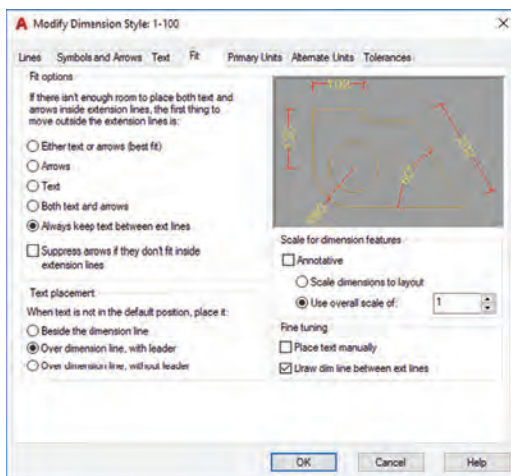 Modify Dimension Style: 1-100
Lines Symbols and Arrows Text Fit Primary Units Alternate Units Tolerances
Fit options
If there isn't enough room to place both text and
arrows inside extension lines, the first thing to
move outside the extension lines is:
Either text or arrows (best fit)
Arrows
Text
Both text and arrows
Always keep text between ext lines
Suppress arrows if they don't fit inside
extension lines
Text placement
When text is not in the default position, place it:
Beside the dimension line
Over dimension line, with leader
Over dimension line, without leader
Scale for dimension features
Annotative
Scale dimensions to layout
Use overall scale of: 1
Fine tuning
Place text manually
Draw dim line between ext lines
OK Cancel Help